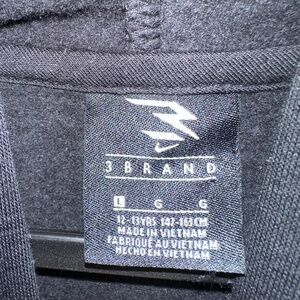 3 BRAND
L G G
12-13YRS 147-163CM
MADE IN VIETNAM
FABRIQUÉ AU VIETNAM
HECHO EN VIETNAM